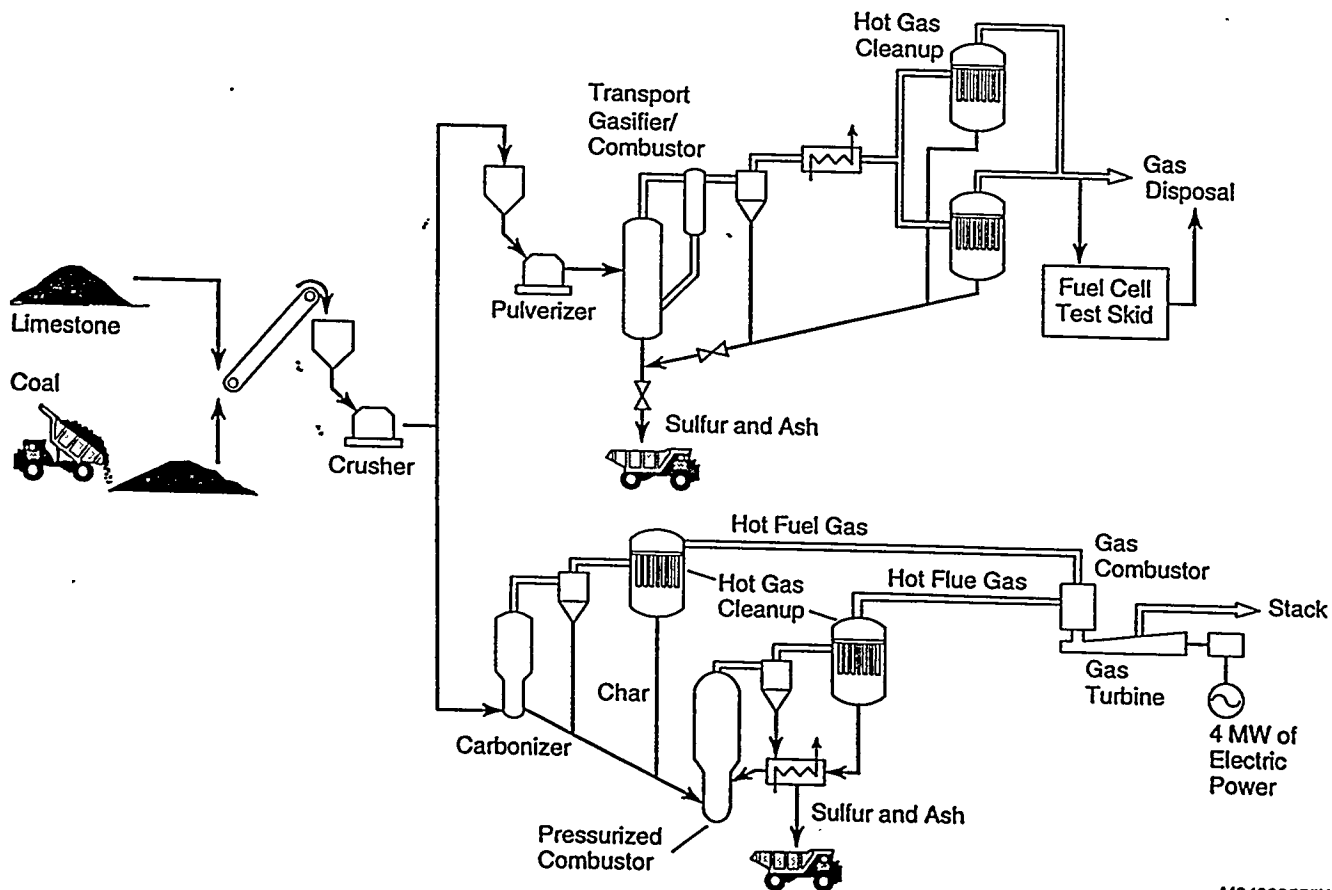 Hot Gas
Cleanup
Transport
Gasifier/
Combustor
Gas
Disposal
Limestone
Pulverizer
Fuel Cell
Test Skid
Coal
Crusher
Sulfur and Ash
Hot Fuel Gas
Gas
Combustor
Hot Gas
Cleanup
Hot Flue Gas
Stack
Char
Gas
Turbine
Carbonizer
4 MW of
Electric
Power
Sulfur and Ash
Pressurized
Combustor